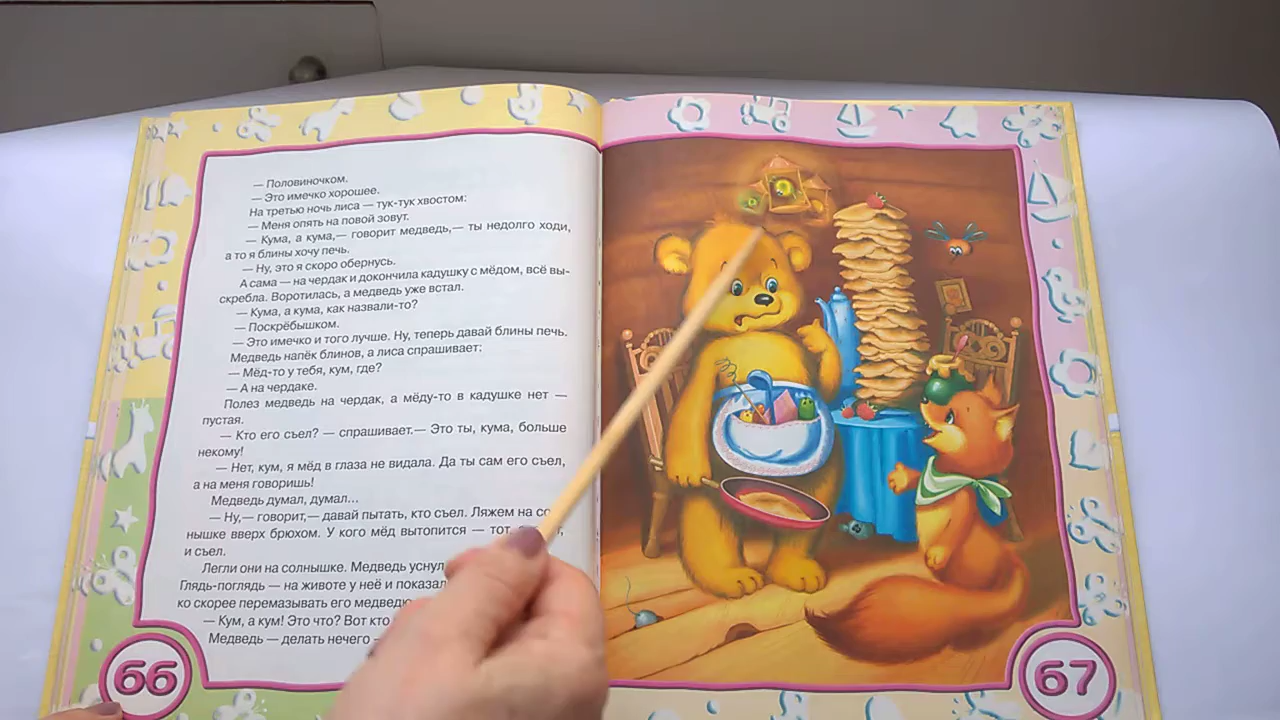 — Половиночком.
— Это имечко хорошее.
На третью ночь лиса — тук-тук хвостом:
— Меня опять на повой зовут.
— Кума, а кума,— говорит медведь,— ты недолго ходи,
а то я блины хочу печь.
— Ну, это я скоро обернусь.
А сама — на чердак и докончила кадушку с мёдом, всё вы-
скребла. Воротилась, а медведь уже встал.
— Кума, а кума, как назвали-то?
— Поскрёбышком.
— Это имечко и того лучше. Ну, теперь давай блины печь.
Медведь напёк блинов, а лиса спрашивает:
— Мёд-то у тебя, кум, где?
— А на чердаке.
Полез медведь на чердак, а мёду-то в кадушке нет —
пустая.
— Кто его съел? — спрашивает.— Это ты, кума, больше
некому!
— Нет, кум, я мёд в глаза не видала. Да ты сам его съел,
а на меня говоришь!
Медведь думал, думал...
— Ну,— говорит,— давай пытать, кто съел. Ляжем на со
нышке вверх брюхом. У кого мёд вытопится — тот
и съел.
Легли они на солнышке. Медведь уснул
Глядь-поглядь — на животе у неё и показал
ко скорее перемазывать его медведю
— Кум, а кум! Это что? Вот кто
Медведь — делать нечего —
66
67